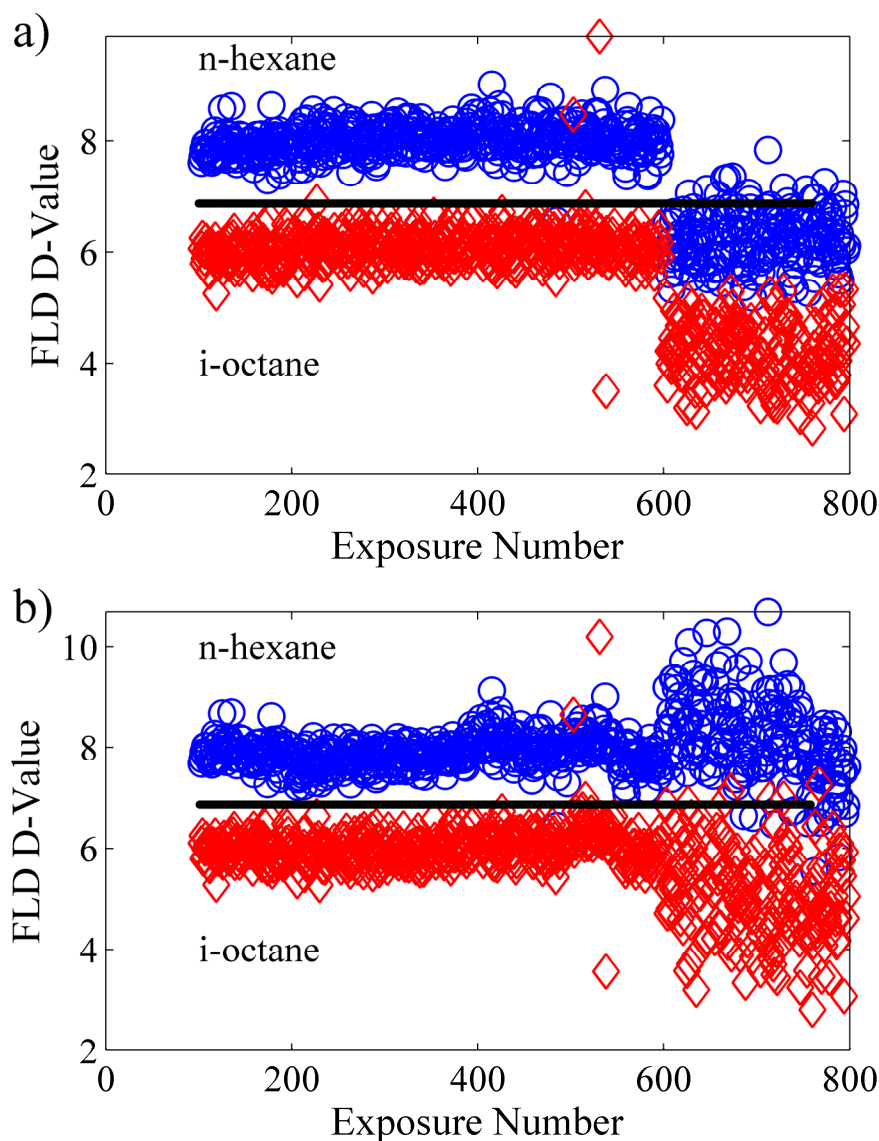 a)
n-hexane
8
6
4
2
FLD D-Value
i-octane
0 200 400 600 800
Exposure Number
b)
10
n-hexane
8
6
4
2
FLD D-Value
i-octane
0 200 400 600 800
Exposure Number